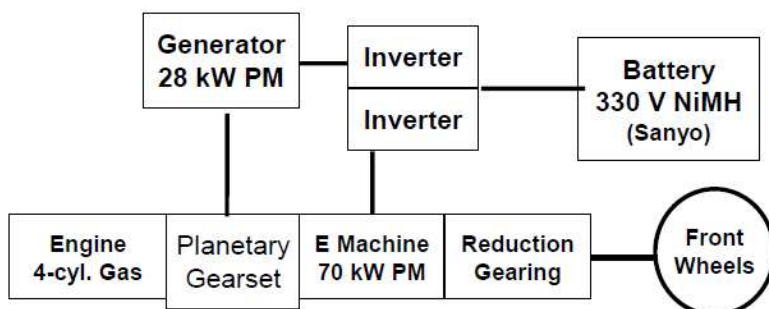 Generator
28 kW PM
Inverter
Inverter
Battery
330 V NiMH
(Sanyo)
Engine
4-cyl. Gas
Planetary
Gearset
E Machine
70 kW PM
Reduction
Gearing
Front
Wheels